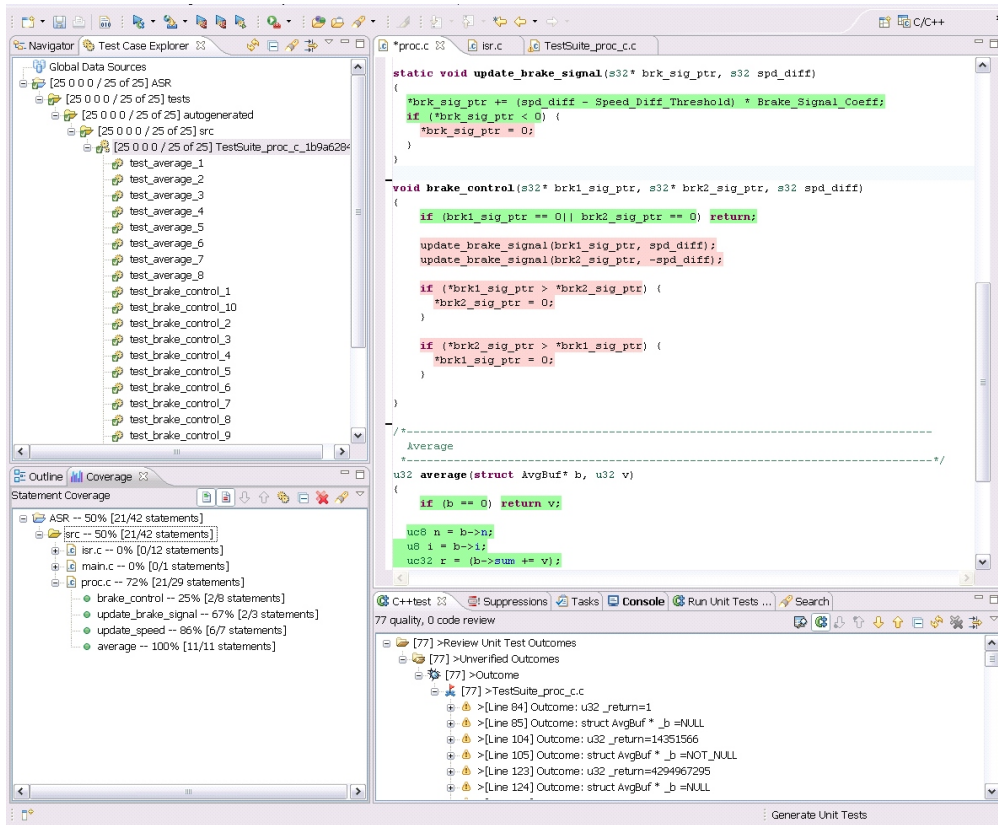 C/C++
Navigator
Test Case Explorer
Global Data Sources
[25 0 0 0 / 25 of 25] ASR
[25 0 0 0 / 25 of 25] tests
[25 0 0 0 / 25 of 25] autogenerated
[25 0 0 0 / 25 of 25] src
[25 0 0 0 / 25 of 25] TestSuite_proc_c_1b9a6284
test_average_1
test_average_2
test_average_3
test_average_4
test_average_5
test_average_6
test_average_7
test_average_8
test_brake_control_1
test_brake_control_10
test_brake_control_2
test_brake_control_3
test_brake_control_4
test_brake_control_5
test_brake_control_6
test_brake_control_7
test_brake_control_8
test_brake_control_9
Outline
Coverage
Statement Coverage
ASR -- 50% [21/42 statements]
src -- 50% [21/42 statements]
isr.c -- 0% [0/12 statements]
main.c -- 0% [0/1 statements]
proc.c -- 72% [21/29 statements]
brake_control -- 25% [2/8 statements]
update_brake_signal -- 67% [2/3 statements]
update_speed -- 86% [6/7 statements]
average -- 100% [11/11 statements]
*proc.c
isr.c
TestSuite_proc_c.c
static void update_brake_signal(s32* brk_sig_ptr, s32 spd_diff)
{
*brk_sig_ptr += (spd_diff - Speed_Diff_Threshold) * Brake_Signal_Coeff;
if (*brk_sig_ptr < 0) {
*brk_sig_ptr = 0;
}
}
void brake_control(s32* brk1_sig_ptr, s32* brk2_sig_ptr, s32 spd_diff)
{
if (brk1_sig_ptr == 0|| brk2_sig_ptr == 0) return;
update_brake_signal(brk1_sig_ptr, spd_diff);
update_brake_signal(brk2_sig_ptr, -spd_diff);
if (*brk1_sig_ptr > *brk2_sig_ptr) {
*brk2_sig_ptr = 0;
}
if (*brk2_sig_ptr > *brk1_sig_ptr) {
*brk1_sig_ptr = 0;
}
}
/*-----------------------------------------------------------------------------
Average
*-----------------------------------------------------------------------------*/
u32 average(struct AvgBuf* b, u32 v)
{
if (b == 0) return v;
uc8 n = b->n;
u8 i = b->i;
uc32 r = (b->sum += v);
C++test
Suppressions
Tasks
Console
Run Unit Tests ...
Search
77 quality, 0 code review
[77] >Review Unit Test Outcomes
[77] >Unverified Outcomes
[77] >Outcome
[77] >TestSuite_proc_c.c
>[Line 84] Outcome: u32 _return=1
>[Line 85] Outcome: struct AvgBuf * _b =NULL
>[Line 104] Outcome: u32 _return=14351566
>[Line 105] Outcome: struct AvgBuf * _b =NOT_NULL
>[Line 123] Outcome: u32 _return=4294967295
>[Line 124] Outcome: struct AvgBuf * _b =NULL
Generate Unit Tests